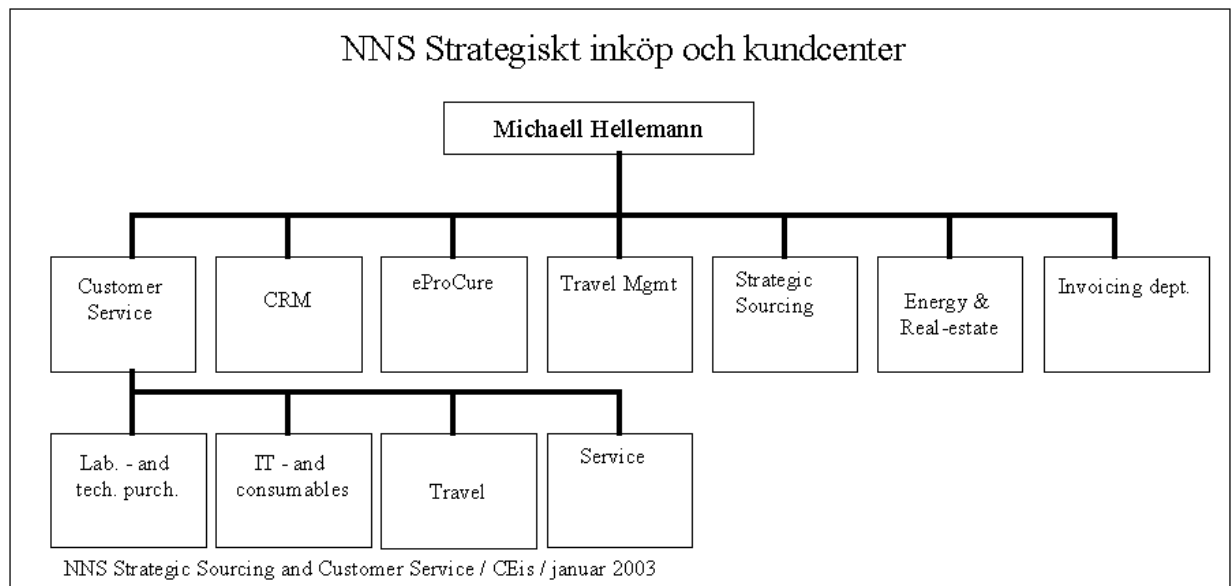 NNS Strategiskt inköp och kundcenter
Michaell Hellemann
Customer
Service
CRM
eProCure
Travel Mgmt
Strategic
Sourcing
Energy &
Real-estate
Invoicing dept.
Lab. - and
tech. purch.
IT - and
consumables
Travel
Service
NNS Strategic Sourcing and Customer Service / CEis / januar 2003